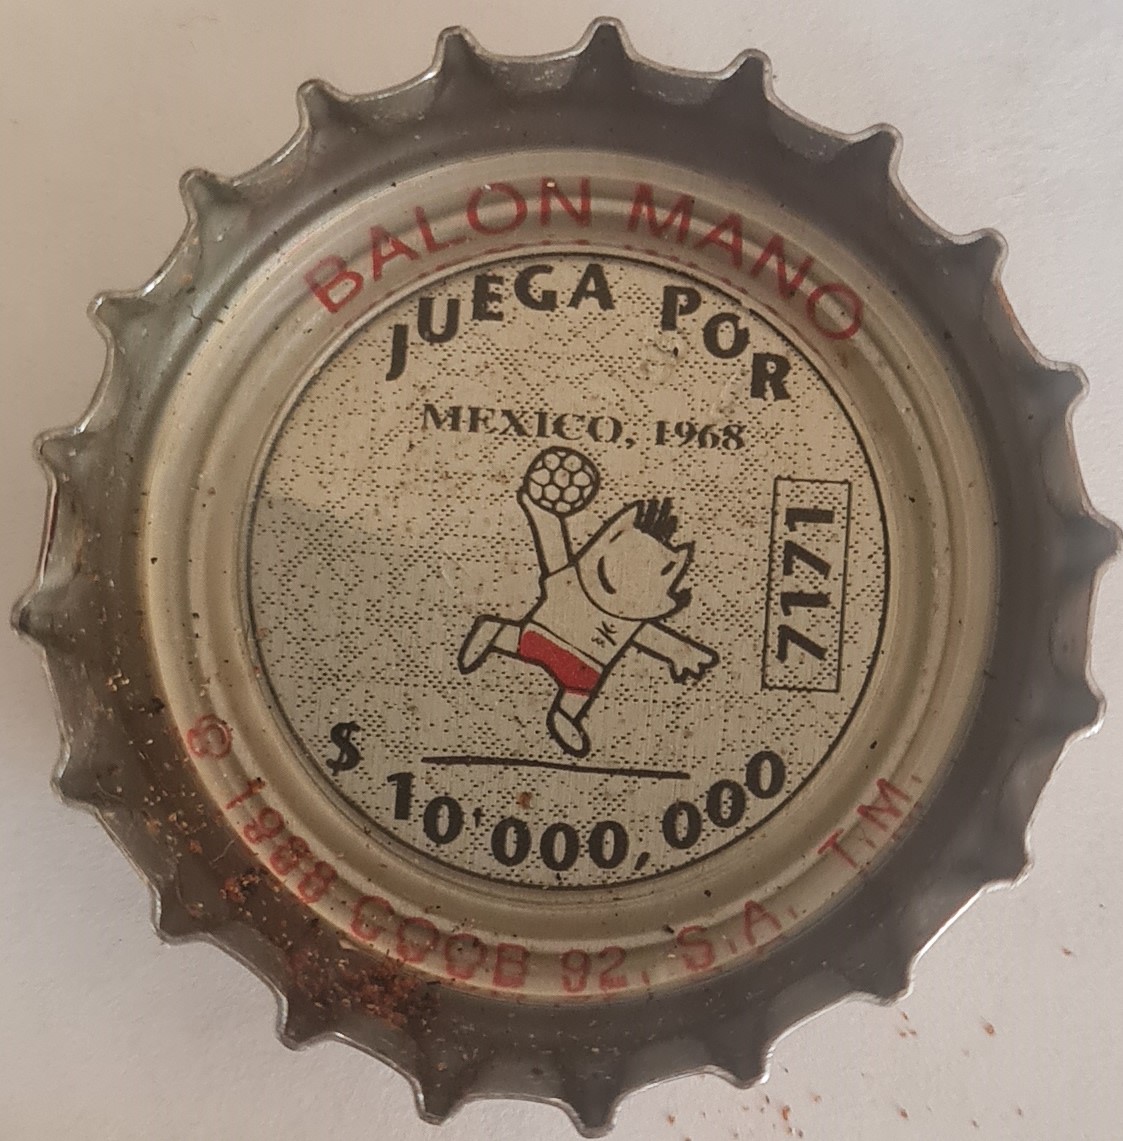 BALON MANO
JUEGA POR
MEXICO, 1968
7171
$ 10'000,000
© 1988 COOB 92, S.A. T.M.